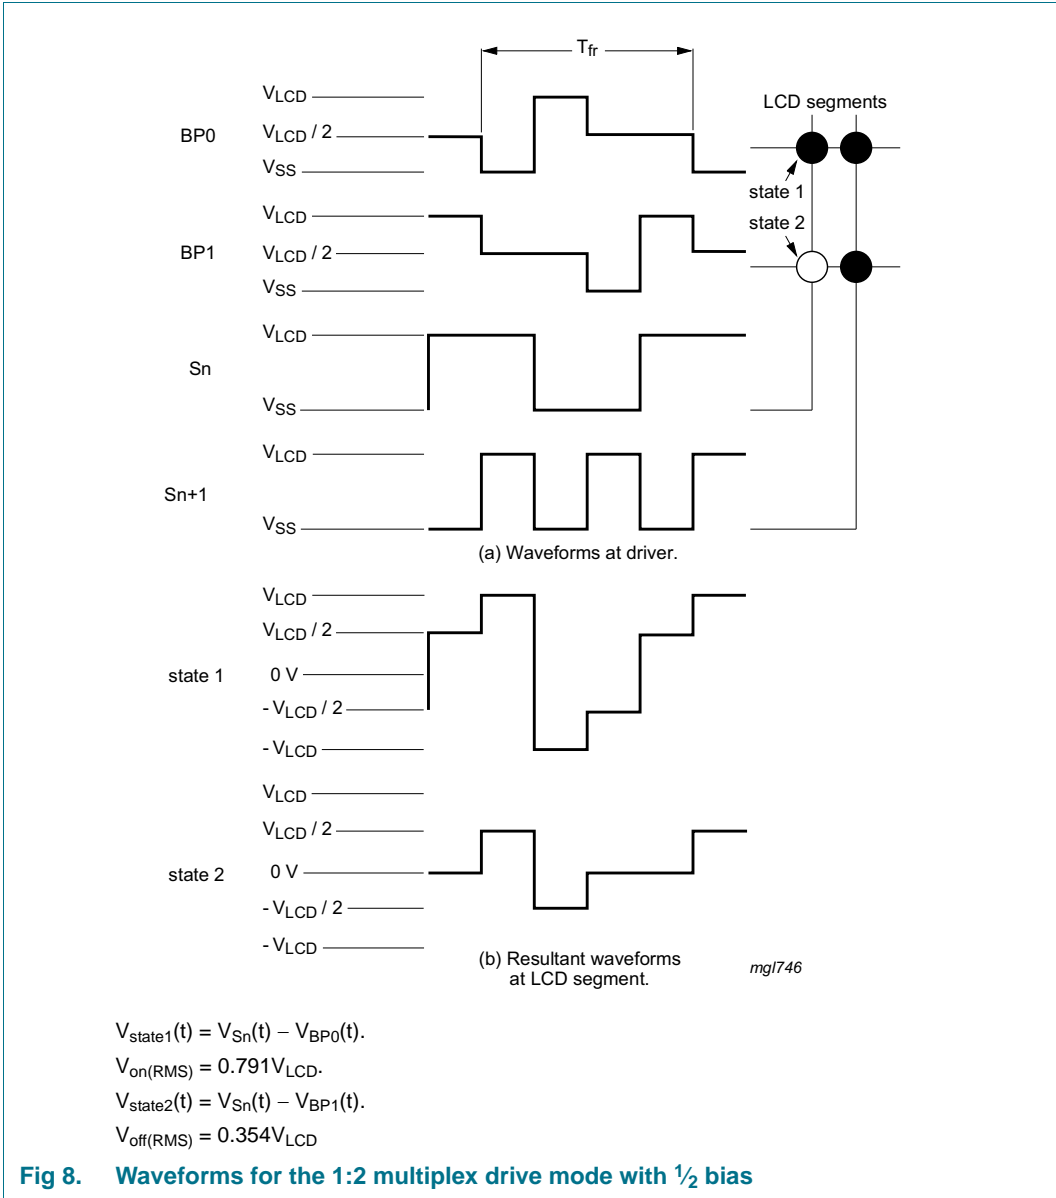 T_fr
V_LCD
LCD segments
BP0
V_LCD / 2
V_SS
state 1
V_LCD
state 2
BP1
V_LCD / 2
V_SS
V_LCD
Sn
V_SS
V_LCD
Sn+1
V_SS
(a) Waveforms at driver.
V_LCD
V_LCD / 2
state 1
0 V
- V_LCD / 2
- V_LCD
V_LCD
V_LCD / 2
state 2
0 V
- V_LCD / 2
- V_LCD
(b) Resultant waveforms
at LCD segment.
mgl746
V_state1(t) = V_Sn(t) − V_BP0(t).
V_on(RMS) = 0.791V_LCD.
V_state2(t) = V_Sn(t) − V_BP1(t).
V_off(RMS) = 0.354V_LCD
Fig 8. Waveforms for the 1:2 multiplex drive mode with 1⁄2 bias